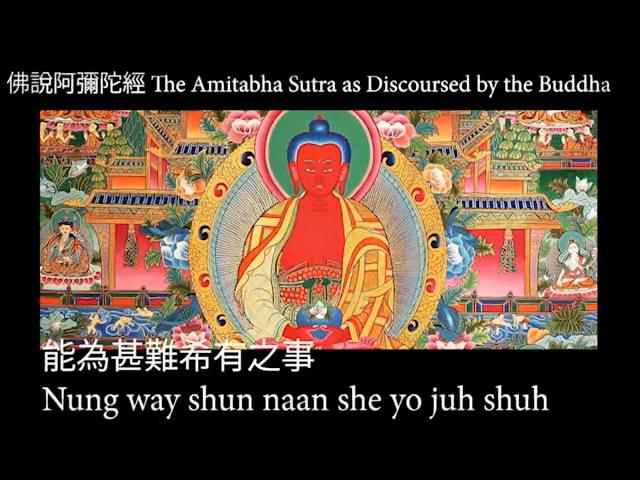 佛說阿彌陀經 The Amitabha Sutra as Discoursed by the Buddha
能為甚難希有之事
Nung way shun naan she yo juh shuh